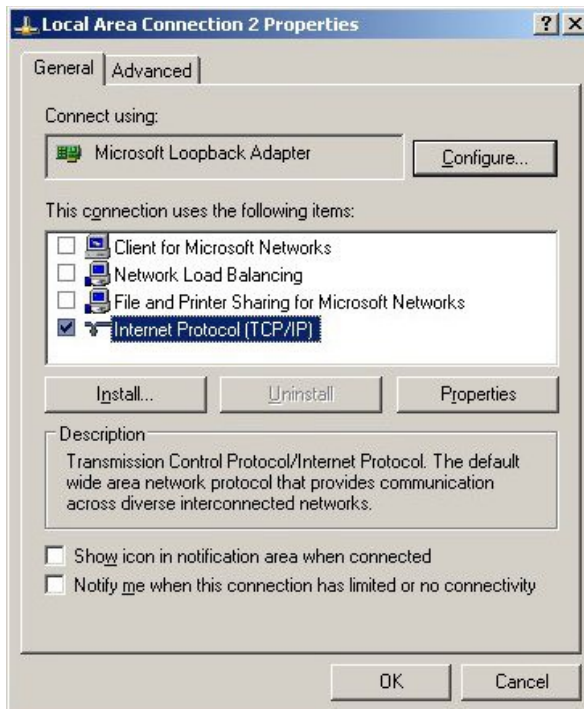 Local Area Connection 2 Properties
General Advanced
Connect using:
Microsoft Loopback Adapter
Configure...
This connection uses the following items:
Client for Microsoft Networks
Network Load Balancing
File and Printer Sharing for Microsoft Networks
Internet Protocol (TCP/IP)
Install... Uninstall Properties
Description
Transmission Control Protocol/Internet Protocol. The default
wide area network protocol that provides communication
across diverse interconnected networks.
Show icon in notification area when connected
Notify me when this connection has limited or no connectivity
OK Cancel